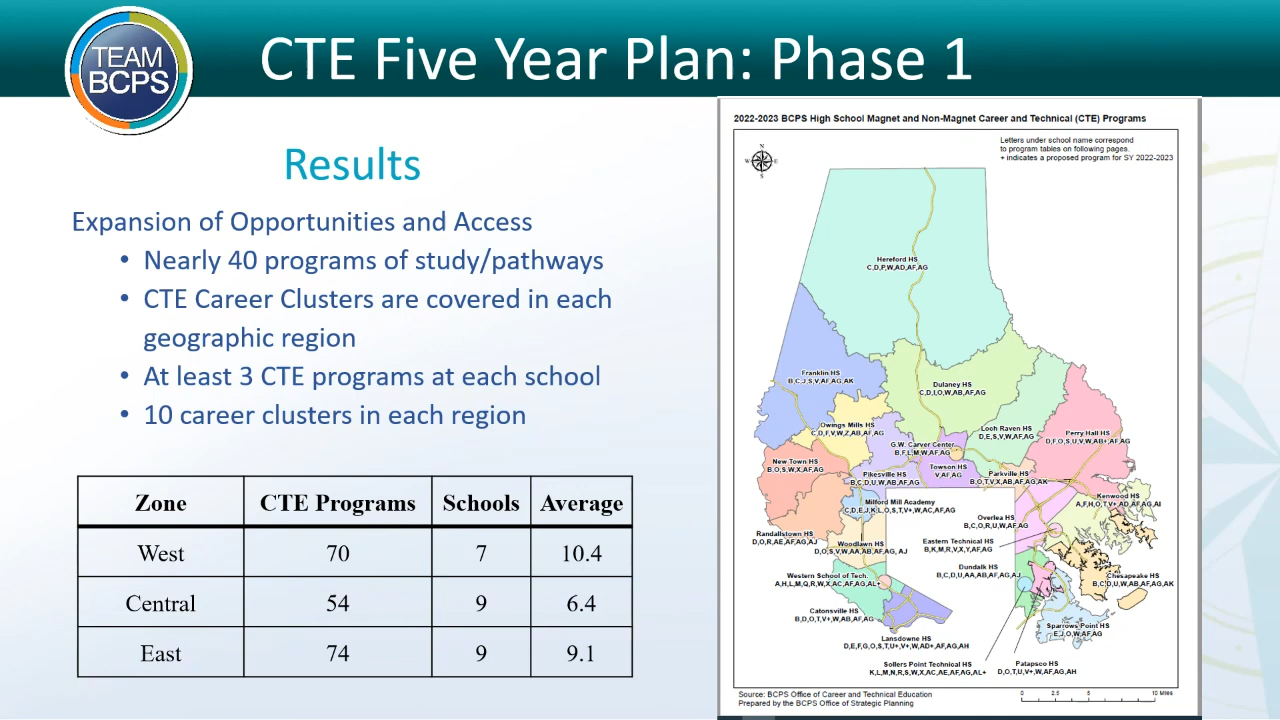 TEAM
BCPS
CTE Five Year Plan: Phase 1
Results
Expansion of Opportunities and Access
• Nearly 40 programs of study/pathways
• CTE Career Clusters are covered in each
geographic region
• At least 3 CTE programs at each school
• 10 career clusters in each region
Zone CTE Programs Schools Average
West 70 7 10.4
Central 54 9 6.4
East 74 9 9.1
2022-2023 BCPS High School Magnet and Non-Magnet Career and Technical (CTE) Programs
Letters under school name correspond
to program tables on following pages.
+ indicates a proposed program for SY 2022-2023
N
W E
S
Hereford HS
C,D,P,W,AD,AF,AG
Franklin HS
B,C,J,S,V,AF,AG,AK
Dulaney HS
C,D,I,O,W,AB,AF,AG
Owings Mills HS
C,D,F,V,W,Z,AB,AF,AG
Loch Raven HS
D,E,S,V,W,AF,AG
Perry Hall HS
D,F,O,S,U,V,W,AB+,AF,AG
G.W. Carver Center
B,F,L,M,W,AF,AG
New Town HS
B,O,S,W,X,AF,AG
Towson HS
V,AF,AG
Pikesville HS
B,C,D,U,W,AB,AF,AG
Parkville HS
B,O,T,V,X,AB,AF,AG,AK
Kenwood HS
A,F,H,O,T,V+,AD,AF,AG,AI
Milford Mill Academy
C,D,E,J,K,L,O,S,T,V+,W,AC,AF,AG
Overlea HS
B,C,O,R,U,W,AF,AG
Randallstown HS
D,O,R,AE,AF,AG,AJ
Woodlawn HS
D,O,S,V,W,AA,AB,AF,AG, AJ
Eastern Technical HS
B,K,M,R,V,X,Y,AF,AG
Dundalk HS
B,C,D,U,AA,AB,AF,AG,AJ
Western School of Tech.
A,H,L,M,Q,R,W,X,AC,AF,AG,AL+
Chesapeake HS
B,C,D,U,W,AB,AF,AG,AK
Catonsville HS
B,D,O,T,V+,W,AB,AF,AG
Sparrows Point HS
E,J,O,W,AF,AG
Lansdowne HS
D,E,F,G,O,S,T,U+,V+,W,AD+,AF,AG,AH
Sollers Point Technical HS
K,L,M,N,R,S,W,X,AC,AE,AF,AG,AL+
Patapsco HS
D,O,T,U,V+,W,AF,AG,AH
Source: BCPS Office of Career and Technical Education
Prepared by the BCPS Office of Strategic Planning
0 2.5 5 10 Miles